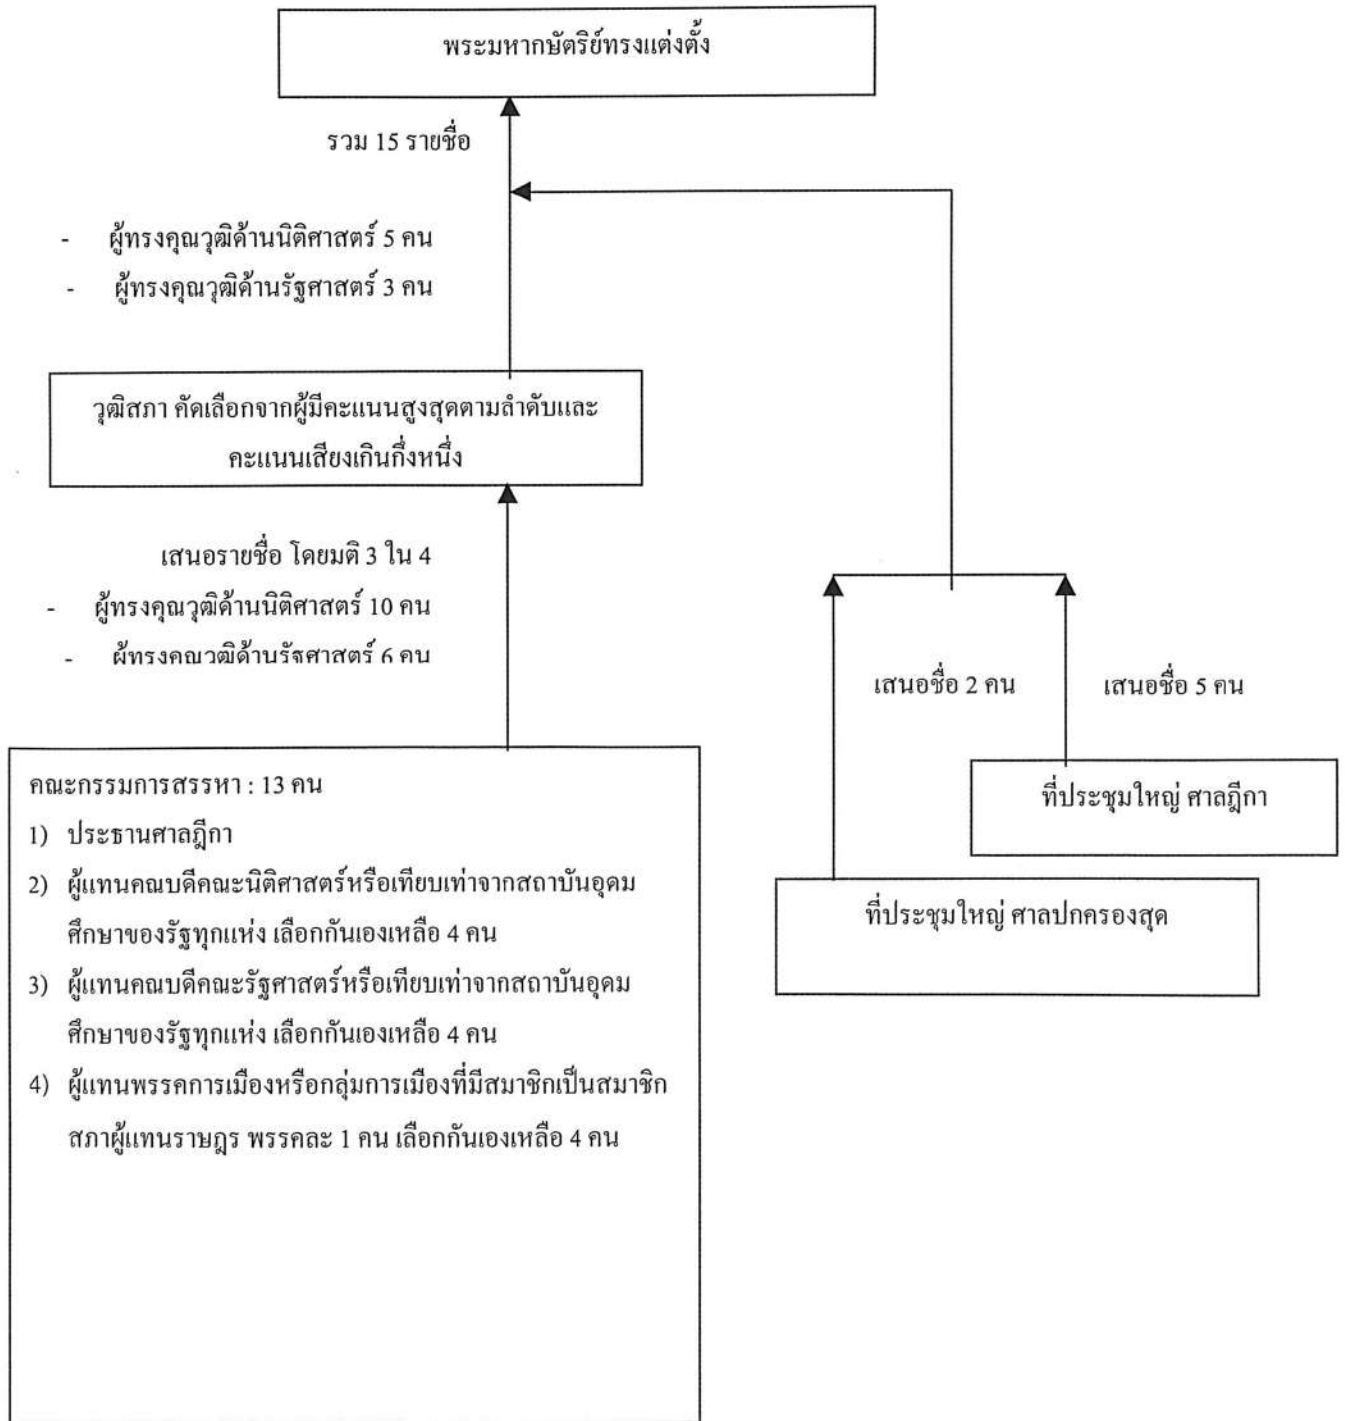 พระมหากษัตริย์ทรงแต่งตั้ง
รวม 15 รายชื่อ
- ผู้ทรงคุณวุฒิด้านนิติศาสตร์ 5 คน
- ผู้ทรงคุณวุฒิด้านรัฐศาสตร์ 3 คน
วุฒิสภา คัดเลือกจากผู้มีคะแนนสูงสุดตามลำดับและ
คะแนนเสียงเกินกึ่งหนึ่ง
เสนอรายชื่อ โดยมติ 3 ใน 4
- ผู้ทรงคุณวุฒิด้านนิติศาสตร์ 10 คน
- ผู้ทรงคุณวุฒิด้านรัฐศาสตร์ 6 คน
เสนอชื่อ 2 คน
เสนอชื่อ 5 คน
ที่ประชุมใหญ่ ศาลฎีกา
ที่ประชุมใหญ่ ศาลปกครองสุด
คณะกรรมการสรรหา : 13 คน
1) ประธานศาลฎีกา
2) ผู้แทนคณบดีคณะนิติศาสตร์หรือเทียบเท่าจากสถาบันอุดม
ศึกษาของรัฐทุกแห่ง เลือกกันเองเหลือ 4 คน
3) ผู้แทนคณบดีคณะรัฐศาสตร์หรือเทียบเท่าจากสถาบันอุดม
ศึกษาของรัฐทุกแห่ง เลือกกันเองเหลือ 4 คน
4) ผู้แทนพรรคการเมืองหรือกลุ่มการเมืองที่มีสมาชิกเป็นสมาชิก
สภาผู้แทนราษฎร พรรคละ 1 คน เลือกกันเองเหลือ 4 คน